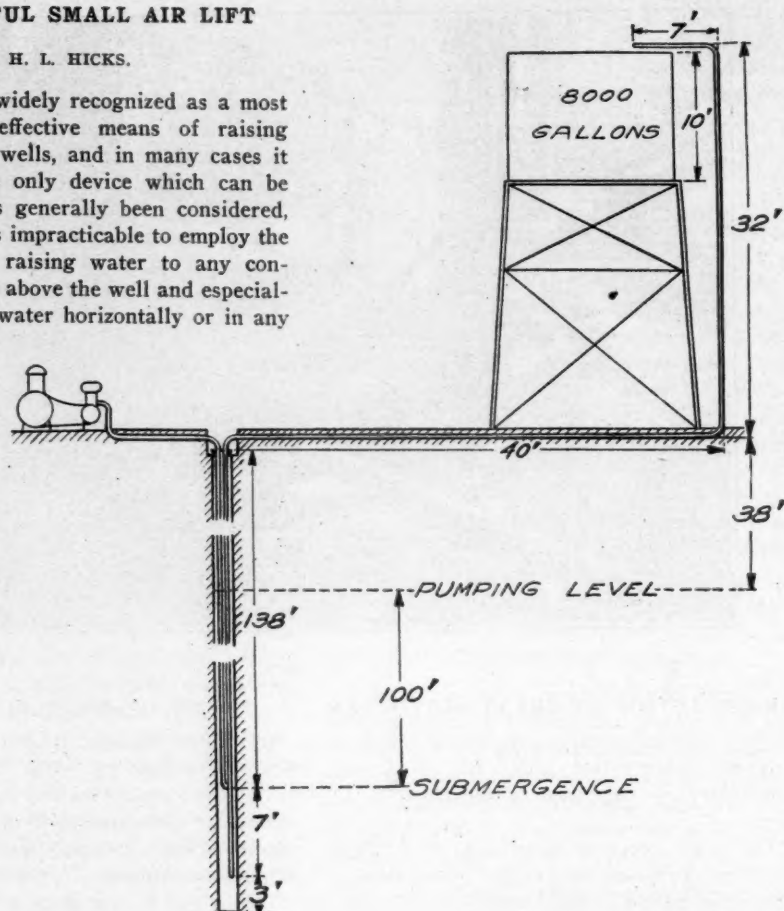 FUL SMALL AIR LIFT
H. L. HICKS.
widely recognized as a most
effective means of raising
wells, and in many cases it
only device which can be
s generally been considered,
s impracticable to employ the
raising water to any con-
above the well and especial-
water horizontally or in any
7'
8000
GALLONS
10'
32'
40'
38'
PUMPING LEVEL
138'
100'
SUBMERGENCE
7'
3'